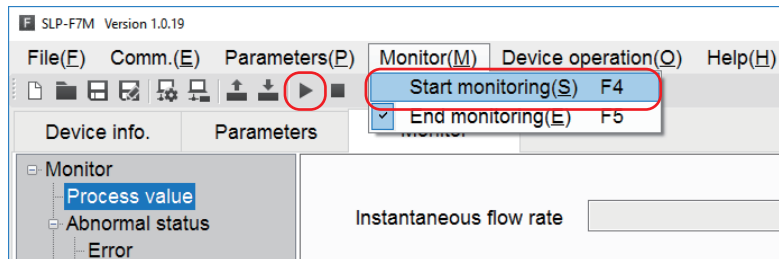 F SLP-F7M Version 1.0.19
File(F) Comm.(E) Parameters(P) Monitor(M) Device operation(O) Help(H)
Start monitoring(S) F4
End monitoring(E) F5
Device info. Parameters Monitor
Monitor
Process value
Abnormal status
Error
Instantaneous flow rate